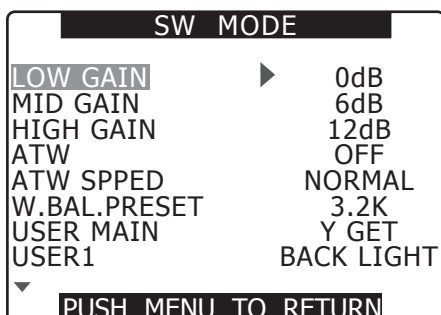 SW MODE
LOW GAIN 0dB
MID GAIN 6dB
HIGH GAIN 12dB
ATW OFF
ATW SPPED NORMAL
W.BAL.PRESET 3.2K
USER MAIN Y GET
USER1 BACK LIGHT
PUSH MENU TO RETURN